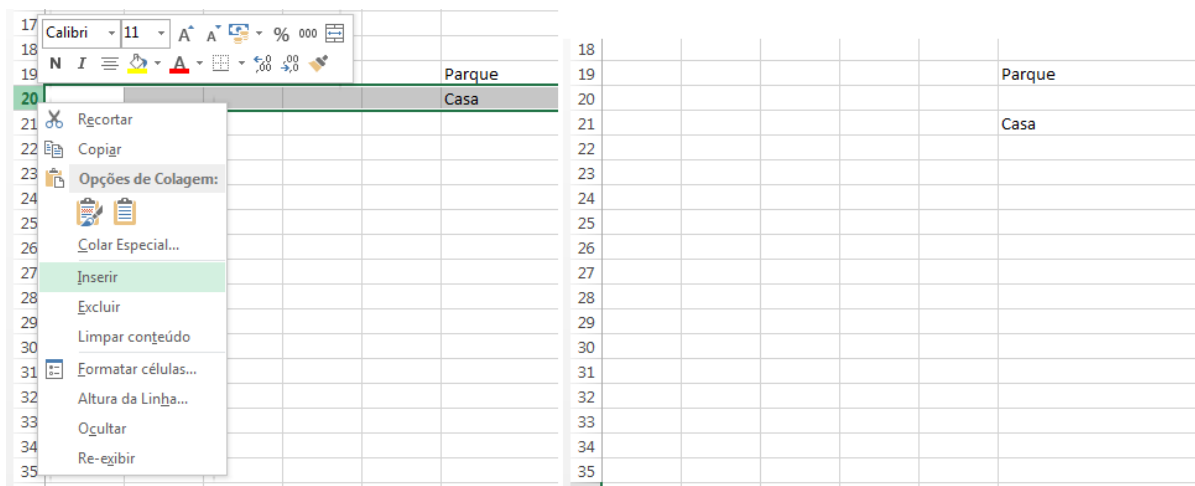 17
Calibri 11 A A % 000
18
N I A ,00 ,00
19 Parque
20 Casa
21
Recortar
22
Copiar
23
Opções de Colagem:
24
25
26
Colar Especial...
27
Inserir
28
Excluir
29
Limpar conteúdo
30
31
Formatar células...
32
Altura da Linha...
33
Ocultar
34
Re-exibir
35
18
19 Parque
20
21 Casa
22
23
24
25
26
27
28
29
30
31
32
33
34
35